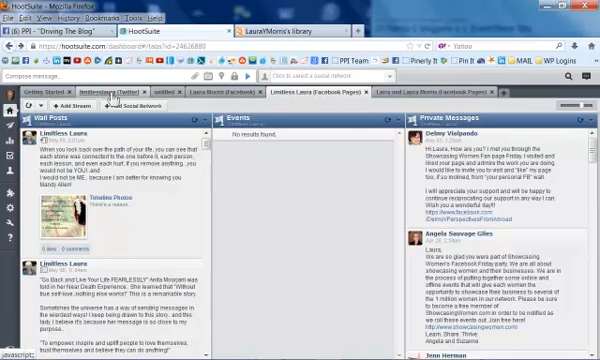 HootSuite - Mozilla Firefox
File Edit View History Bookmarks Tools Help
(6) PPI - "Driving The Blog"
HootSuite
LauraYMorris's library
https://hootsuite.com/dashboard#/tabs?id=24626880
Yahoo
PPI Team
Pinerly It
Pin It
Mail
WP Logins
Compose message...
Click to select a social network
Getting Started
limitlesslaura (Twitter)
untitled
Laura Morris (Facebook)
Limitless Laura (Facebook Pages)
Larry and Laura Morris (Facebook Pages)
Add Stream
Add Social Network
Wall Posts
Limitless Laura
When you look back over the path of your life, you can see that
each stone was connected to the one before it, each person,
each lesson, and even each hurt. If you remove anything.. you
would not be YOU! and
I would not be ME, because I am better for knowing you
Mandy Allen!
Timeline Photos
There's a reason.
0 likes 0 comments
Limitless Laura
"Go Back and Live Your Life FEARLESSLY" Anita Moorjani was
told in her Near Death Experience. She learned that "Without
true self-love, nothing else works!" This is a remarkable story.
Sometimes the universe has a way of sending messages in
the wierdest ways! I keep being drawn to this story, and this
lady, I believe it's because her message is so close to my
purpose.
"To empower, inspire and uplift people to love themselves,
trust themselves and believe they can do anything!"
javascript:;
Events
No results found.
Private Messages
Delmy Vialpando
Hi Laura, How are you? I met you through the
Showcasing Women Fan page Friday. I visited and
liked your page and admire the work you are doing.
I would like to invite you to visit and "like" my page
too, if so inclined, from "your personal FB" wall.
I will appreciate your support and will be happy to
continue reciprocating our support in any way I can.
Wish you a wonderful day!!!
https://www.facebook.com
Angela Sauvage Giles
Laura,
We are so glad you were part of Showcasing
Women's Facebook Friday party. We are all about
showcasing women and their businesses. We are
in the process of putting together some online and
offline events that will give each women the
opportunity to showcase their business to several of
the 1 million women in our network. Please be sure
to become a free member of
Showcasingwomen.com in order to be notified as
we roll these events out. Join free here!
http://www.showcasingwomen.com/
Learn. Share. Thrive.
Angela and Suzanne
Jenn Herman